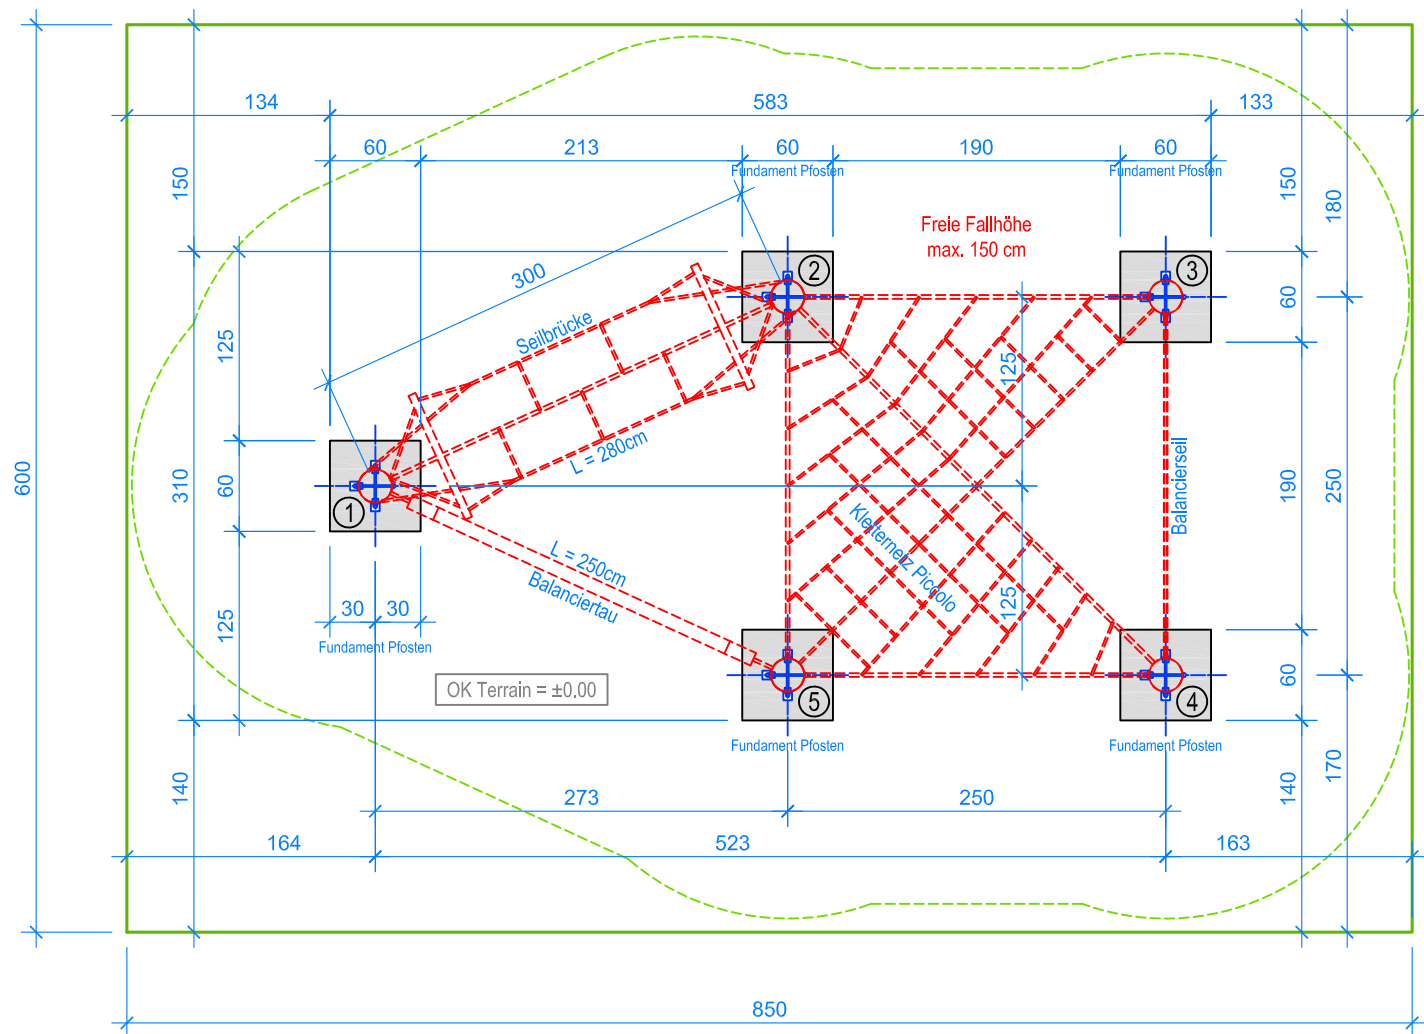 134
583
133
60
213
60
190
60
Fundament Pfosten
Fundament Pfosten
150
150
180
Freie Fallhöhe
max. 150 cm
300
2
3
Seilbrücke
60
125
125
L = 280cm
600
310
60
1
Kletternetz Piccolo
190
250
Balancierseil
L = 250cm
Balanciertau
30
30
125
125
Fundament Pfosten
OK Terrain = ±0,00
60
5
4
Fundament Pfosten
Fundament Pfosten
140
140
170
273
250
164
523
163
850